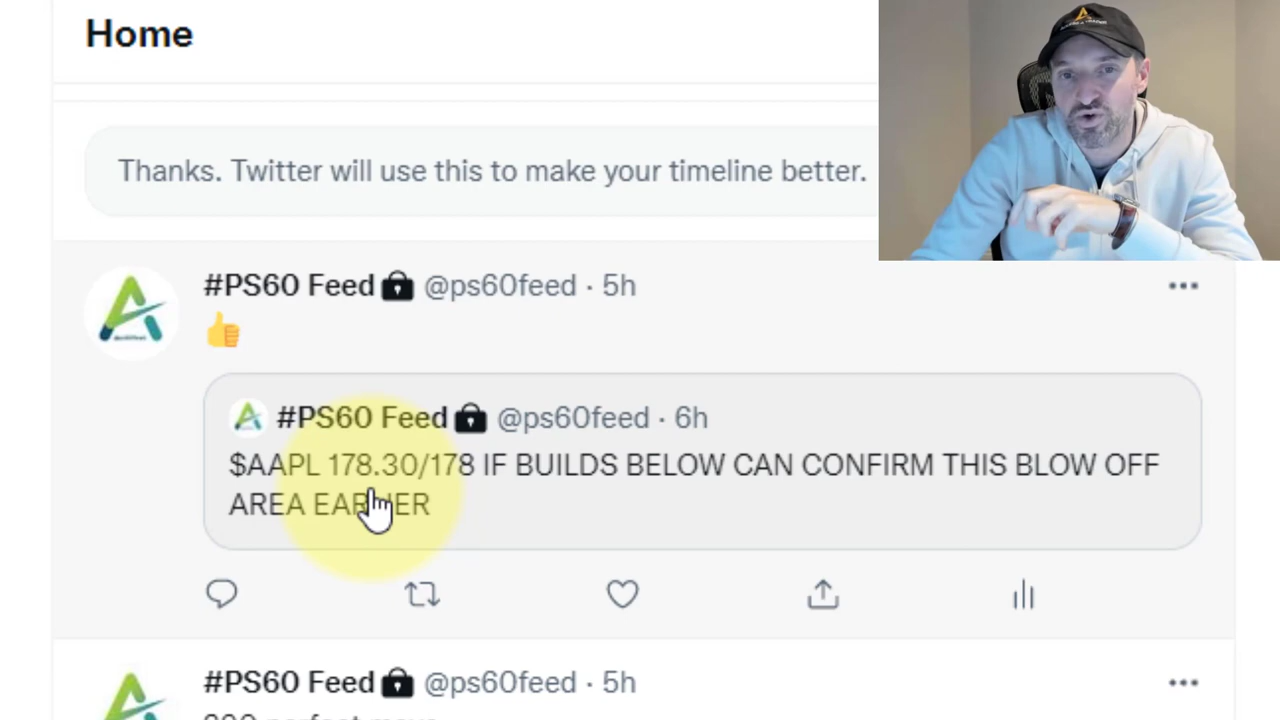 Home
Thanks. Twitter will use this to make your timeline better.
#PS60 Feed @ps60feed · 5h
#PS60 Feed @ps60feed · 6h
$AAPL 178.30/178 IF BUILDS BELOW CAN CONFIRM THIS BLOW OFF
AREA
#PS60 Feed @ps60feed · 5h